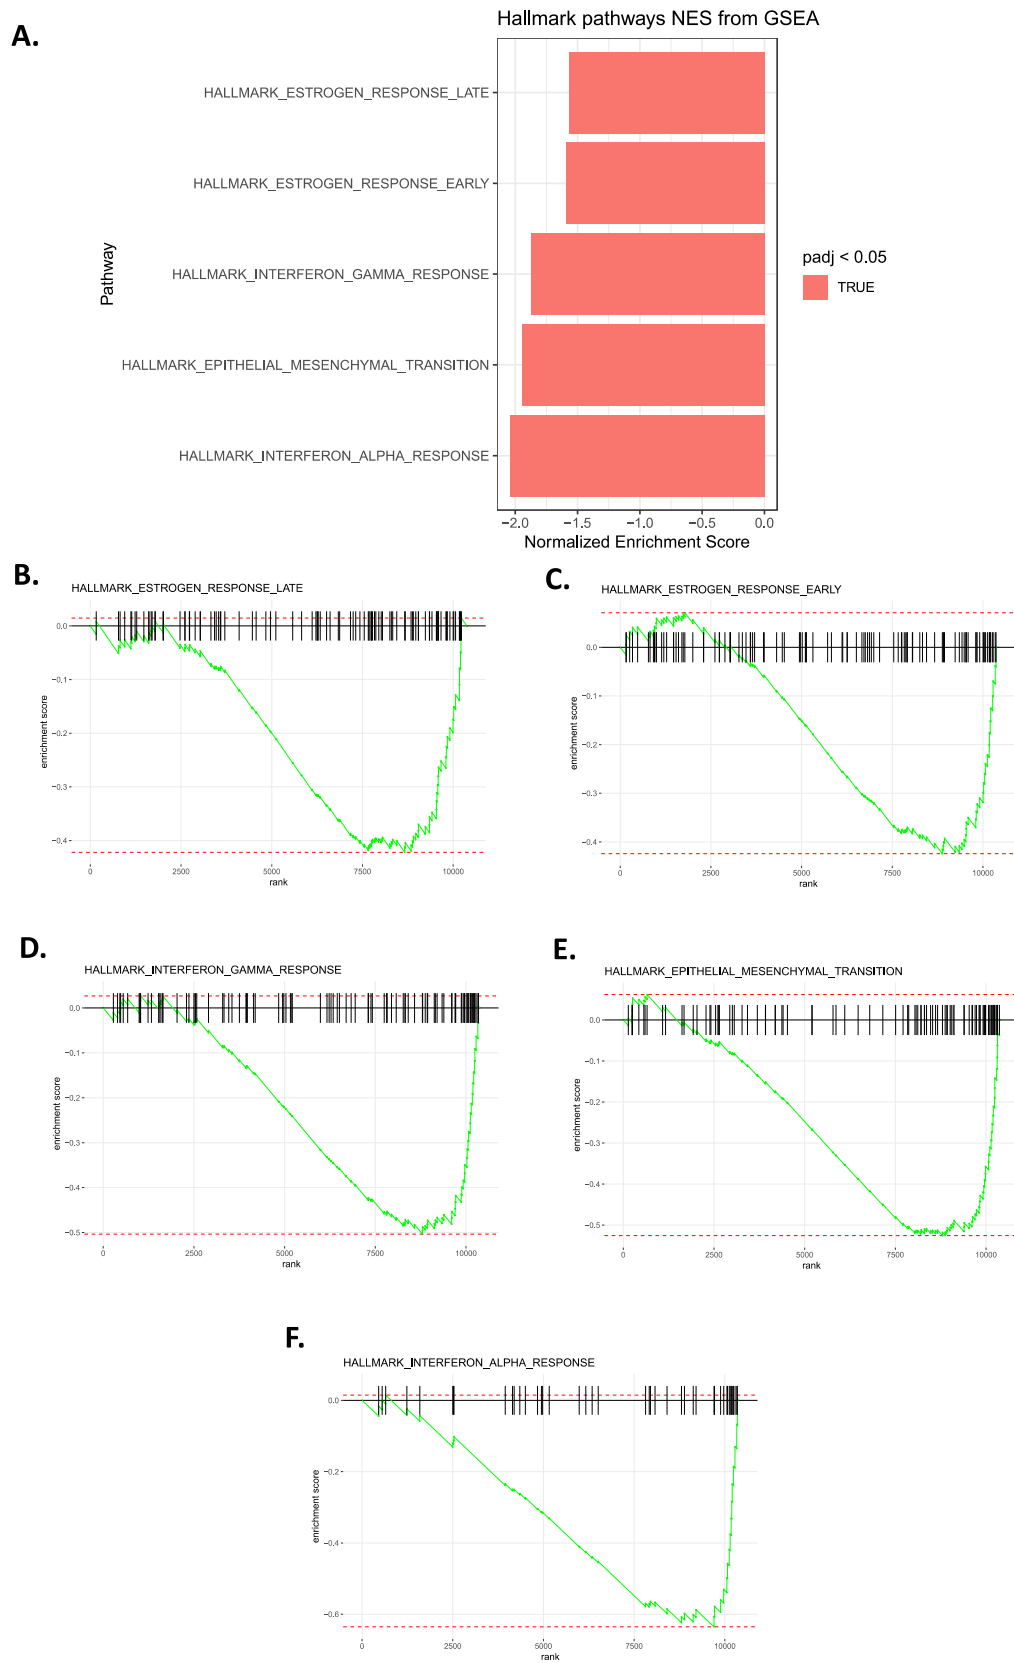 A.
Hallmark pathways NES from GSEA
HALLMARK_ESTROGEN_RESPONSE_LATE
HALLMARK_ESTROGEN_RESPONSE_EARLY
HALLMARK_INTERFERON_GAMMA_RESPONSE
HALLMARK_EPITHELIAL_MESENCHYMAL_TRANSITION
HALLMARK_INTERFERON_ALPHA_RESPONSE
Pathway
−2.0 −1.5 −1.0 −0.5 0.0
Normalized Enrichment Score
padj < 0.05
TRUE
B.
HALLMARK_ESTROGEN_RESPONSE_LATE
0.0
−0.1
−0.2
−0.3
−0.4
enrichment score
0 2500 5000 7500 10000
rank
C.
HALLMARK_ESTROGEN_RESPONSE_EARLY
0.0
−0.1
−0.2
−0.3
−0.4
enrichment score
0 2500 5000 7500 10000
rank
D.
HALLMARK_INTERFERON_GAMMA_RESPONSE
0.0
−0.1
−0.2
−0.3
−0.4
−0.5
enrichment score
0 2500 5000 7500 10000
rank
E.
HALLMARK_EPITHELIAL_MESENCHYMAL_TRANSITION
0.0
−0.1
−0.2
−0.3
−0.4
−0.5
enrichment score
0 2500 5000 7500 10000
rank
F.
HALLMARK_INTERFERON_ALPHA_RESPONSE
0.0
−0.2
−0.4
−0.6
enrichment score
0 2500 5000 7500 10000
rank